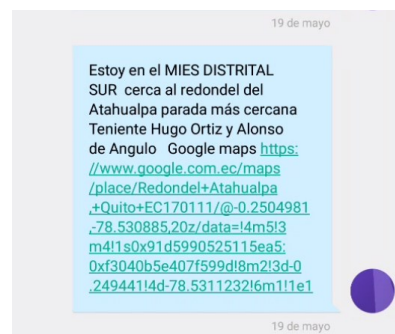 19 de mayo
Estoy en el MIES DISTRITAL
SUR  cerca al redondel del
Atahualpa parada más cercana
Teniente Hugo Ortiz y Alonso
de Angulo   Google maps https:
//www.google.com.ec/maps
/place/Redondel+Atahualpa
,+Quito+EC170111/@-0.2504981
,-78.530885,20z/data=!4m5!3
m4!1s0x91d5990525115ea5:
0xf3040b5e407f599d!8m2!3d-0
.249441!4d-78.5311232!6m1!1e1
19 de mayo